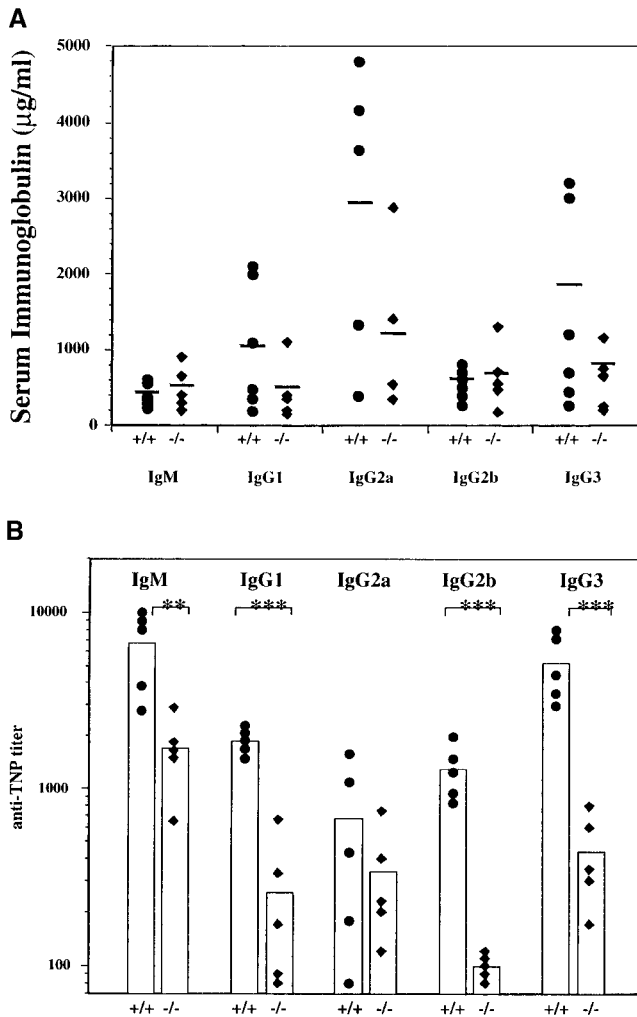 A
Serum Immunoglobulin (µg/ml)
5000
4000
3000
2000
1000
0
+/+ -/- +/+ -/- +/+ -/- +/+ -/- +/+ -/-
IgM IgG1 IgG2a IgG2b IgG3
B
IgM IgG1 IgG2a IgG2b IgG3
** *** *** ***
anti-TNP titer
10000
1000
100
+/+ -/- +/+ -/- +/+ -/- +/+ -/- +/+ -/-